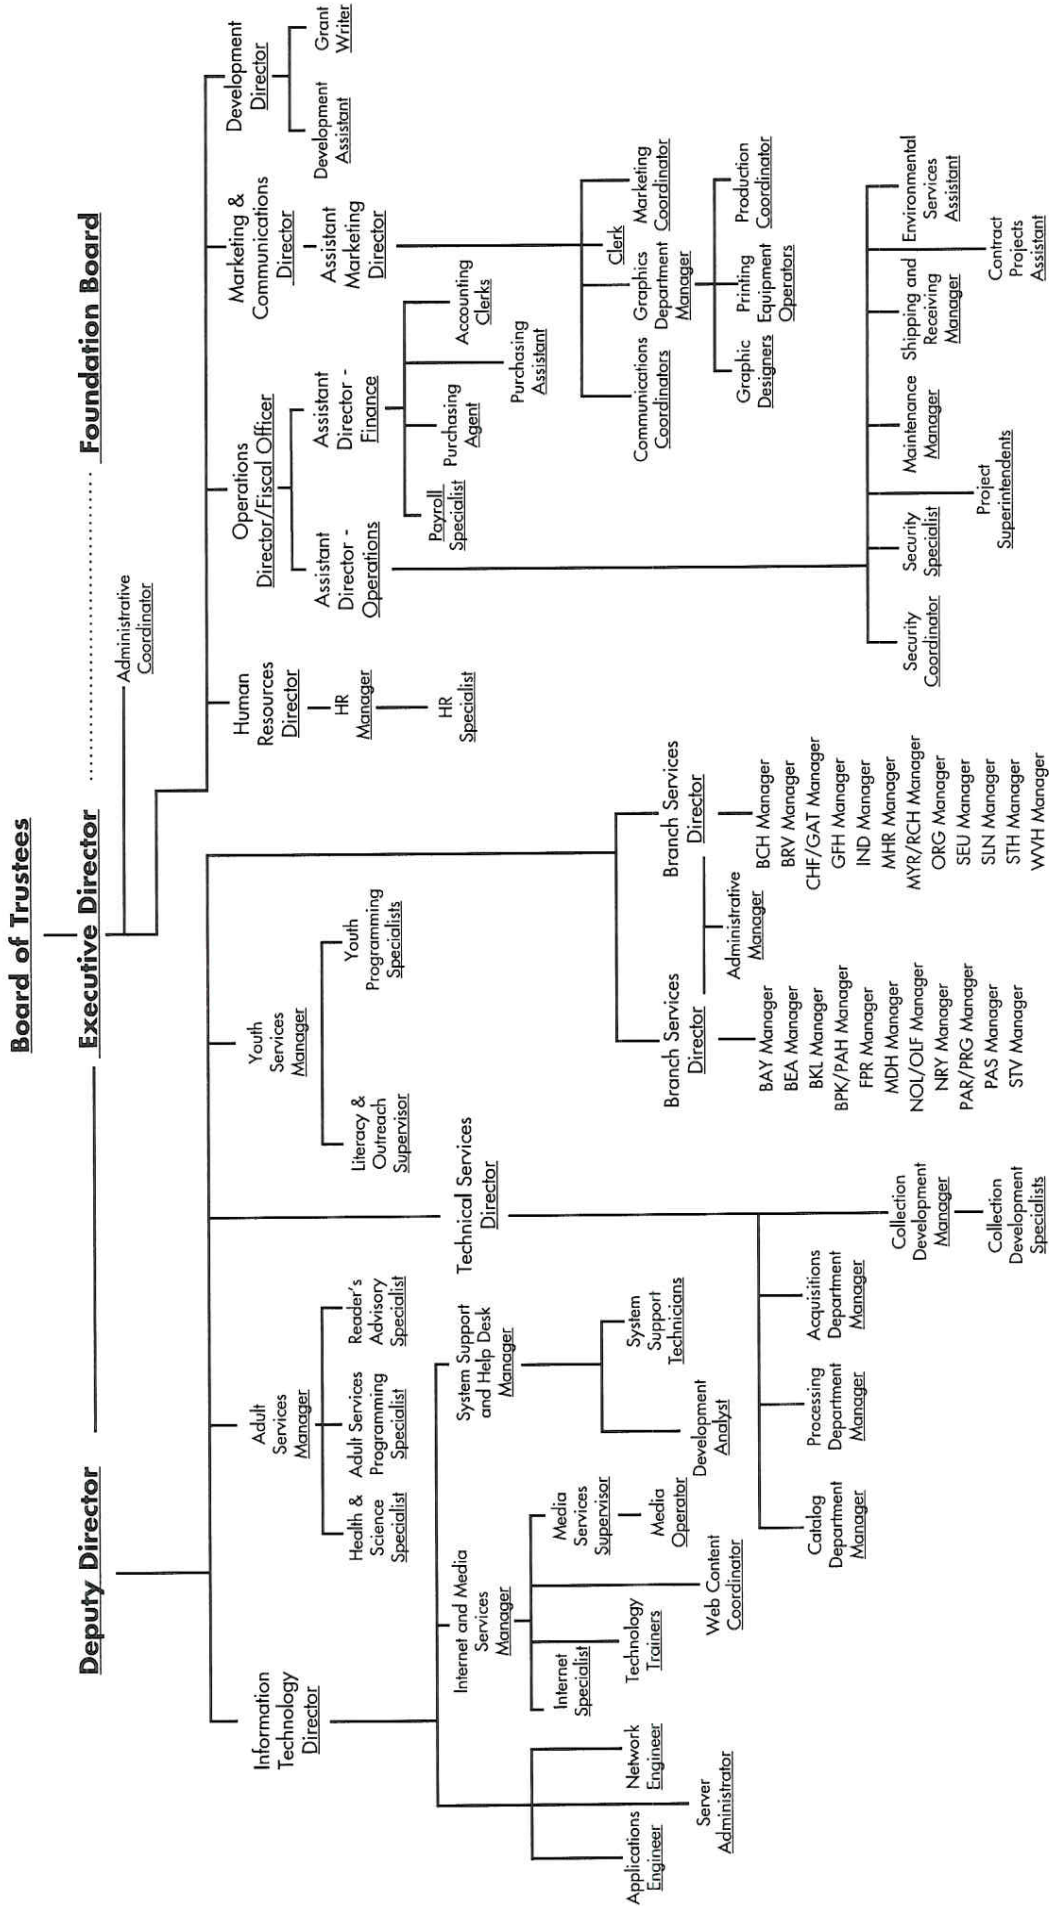 Board of Trustees
Executive Director
Foundation Board
Deputy Director
Administrative
Coordinator
Information
Technology
Director
Adult
Services
Manager
Youth
Services
Manager
Human
Resources
Director
Operations
Director/Fiscal Officer
Marketing &
Communications
Director
Development
Director
Health &
Science
Specialist
Adult Services
Programming
Specialist
Reader's
Advisory
Specialist
Literacy &
Outreach
Supervisor
Youth
Programming
Specialists
HR
Manager
HR
Specialist
Assistant
Director -
Operations
Assistant
Director -
Finance
Assistant
Marketing
Director
Development
Assistant
Grant
Writer
Payroll
Specialist
Purchasing
Agent
Purchasing
Assistant
Accounting
Clerks
Internet and Media
Services
Manager
System Support
and Help Desk
Manager
Technical Services
Director
Internet
Specialist
Technology
Trainers
Web Content
Coordinator
Media
Services
Supervisor
Media
Operator
Development
Analyst
System
Support
Technicians
Applications
Engineer
Network
Engineer
Server
Administrator
Branch Services
Director
Branch Services
Director
Administrative
Manager
BAY Manager
BEA Manager
BKL Manager
BPK/PAH Manager
FPR Manager
MDH Manager
NOL/OLF Manager
NRY Manager
PAR/PRG Manager
PAS Manager
STV Manager
BCH Manager
BRV Manager
CHF/GAT Manager
GFH Manager
IND Manager
MHR Manager
MYR/RCH Manager
ORG Manager
SEU Manager
SLN Manager
STH Manager
WVH Manager
Communications
Coordinators
Graphics
Department
Manager
Clerk
Marketing
Coordinator
Graphic
Designers
Printing
Equipment
Operators
Production
Coordinator
Catalog
Department
Manager
Processing
Department
Manager
Acquisitions
Department
Manager
Collection
Development
Manager
Collection
Development
Specialists
Security
Coordinator
Security
Specialist
Project
Superintendents
Maintenance
Manager
Shipping and
Receiving
Manager
Contract
Projects
Assistant
Environmental
Services
Assistant